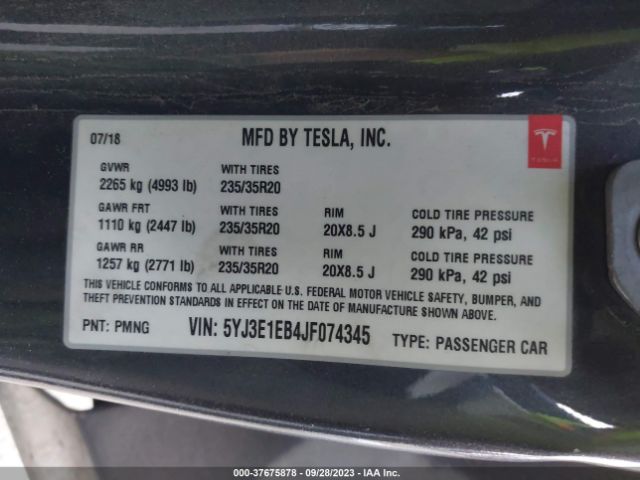 07/18 MFD BY TESLA, INC.
TESLA
GVWR WITH TIRES
2265 kg (4993 lb) 235/35R20
GAWR FRT WITH TIRES RIM COLD TIRE PRESSURE
1110 kg (2447 lb) 235/35R20 20X8.5 J 290 kPa, 42 psi
GAWR RR WITH TIRES RIM COLD TIRE PRESSURE
1257 kg (2771 lb) 235/35R20 20X8.5 J 290 kPa, 42 psi
THIS VEHICLE CONFORMS TO ALL APPLICABLE U.S. FEDERAL MOTOR VEHICLE SAFETY, BUMPER, AND
THEFT PREVENTION STANDARDS IN EFFECT ON THE DATE OF MANUFACTURE SHOWN ABOVE.
PNT: PMNG VIN: 5YJ3E1EB4JF074345 TYPE: PASSENGER CAR
000-37675878 - 09/28/2023 - IAA Inc.